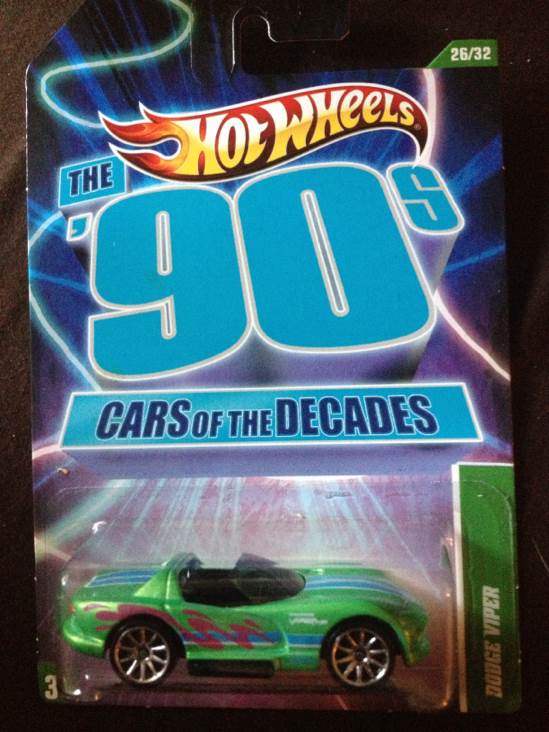 26/32
HOT WHEELS
THE
'90s
CARS OF THE DECADES
DODGE VIPER
3